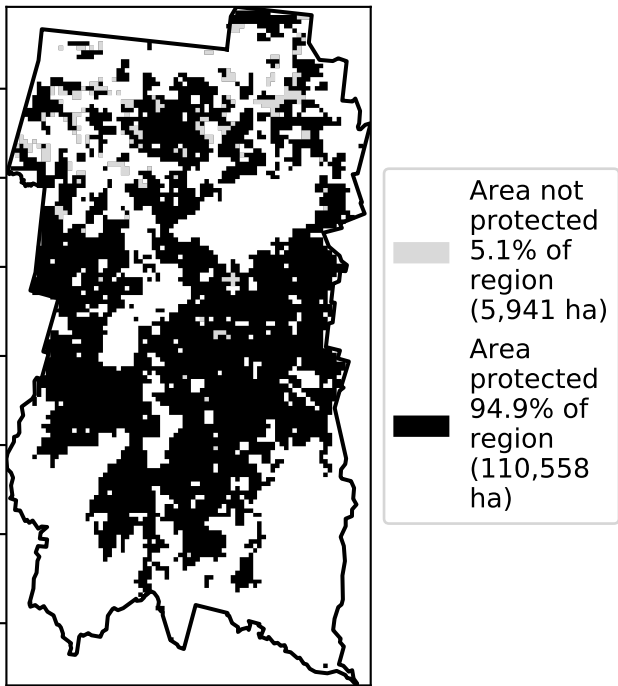 Area not
protected
5.1% of
region
(5,941 ha)
Area
protected
94.9% of
region
(110,558
ha)